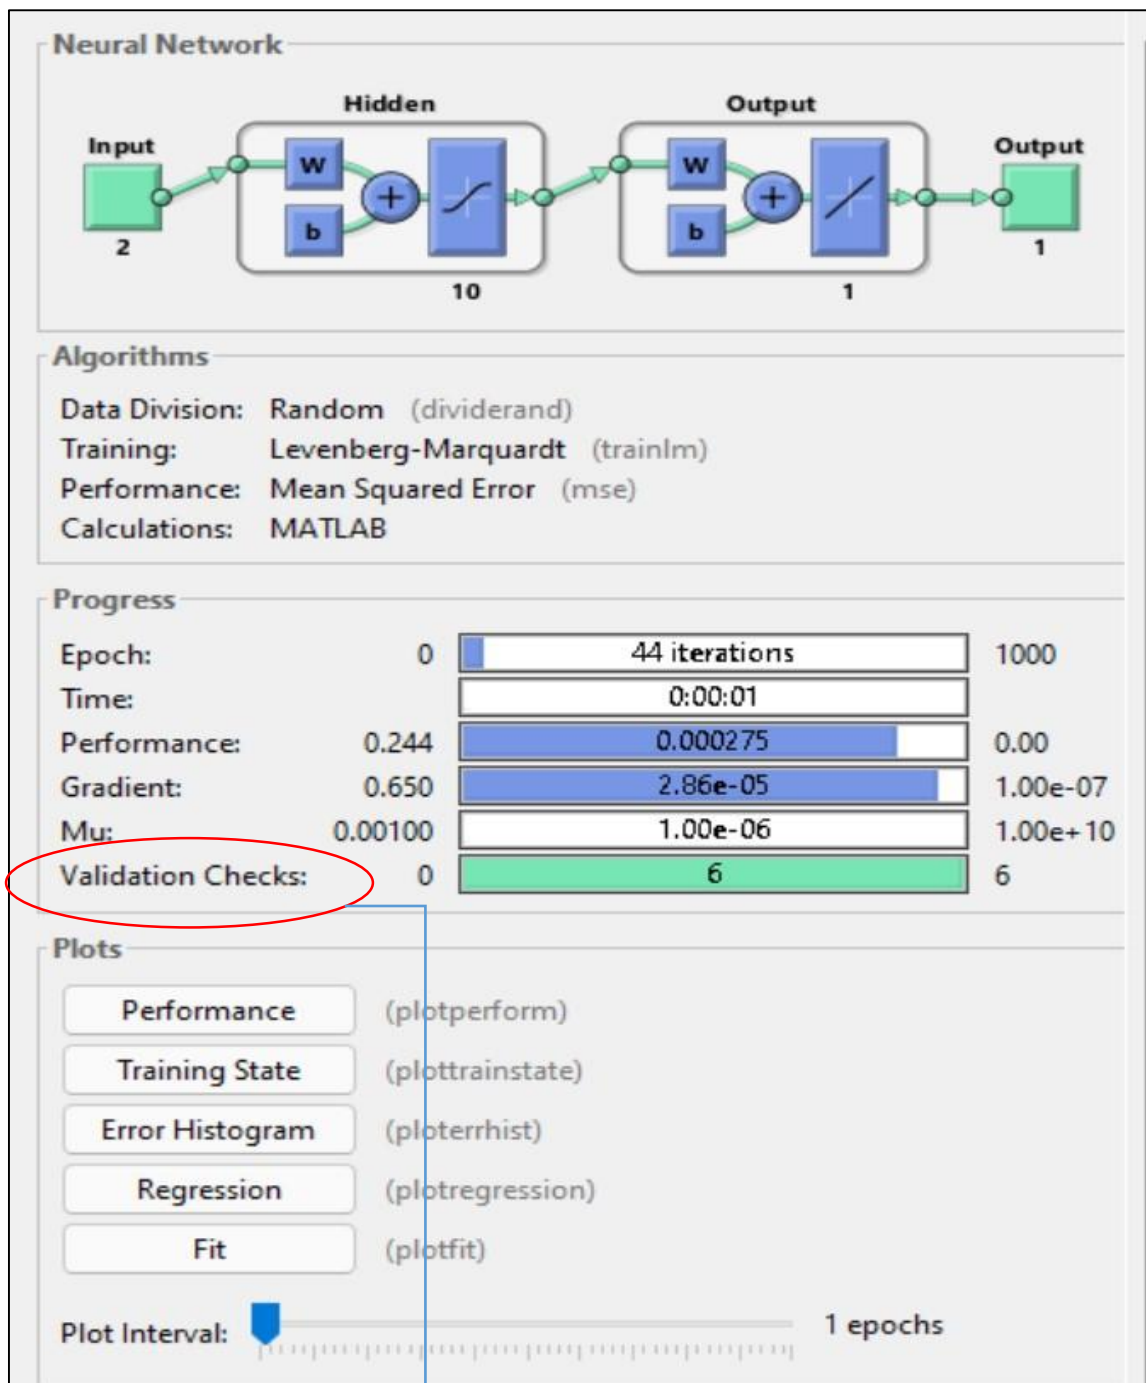 Neural Network
Hidden Output
Input Output
W W
b b
2 1
10 1
Algorithms
Data Division: Random (dividerand)
Training: Levenberg-Marquardt (trainlm)
Performance: Mean Squared Error (mse)
Calculations: MATLAB
Progress
Epoch: 0 44 iterations 1000
Time: 0:00:01
Performance: 0.244 0.000275 0.00
Gradient: 0.650 2.86e-05 1.00e-07
Mu: 0.00100 1.00e-06 1.00e+10
Validation Checks: 0 6 6
Plots
Performance (plotperform)
Training State (plottrainstate)
Error Histogram (ploterrhist)
Regression (plotregression)
Fit (plotfit)
Plot Interval: 1 epochs